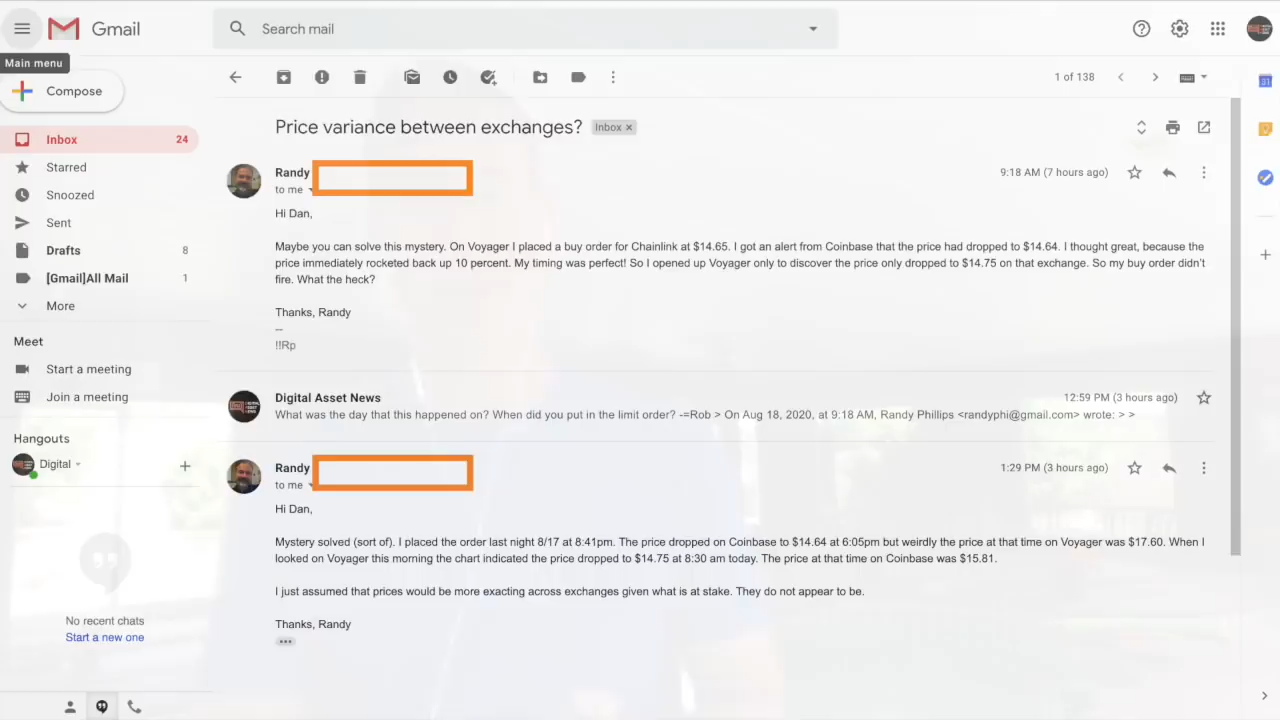 Gmail
Search mail
Main menu
Compose
1 of 138
Inbox 24
Starred
Snoozed
Sent
Drafts 8
[Gmail]All Mail 1
More
Meet
Start a meeting
Join a meeting
Hangouts
Digital
No recent chats
Start a new one
Price variance between exchanges? Inbox ×
Randy 9:18 AM (7 hours ago)
to me
Hi Dan,
Maybe you can solve this mystery. On Voyager I placed a buy order for Chainlink at $14.65. I got an alert from Coinbase that the price had dropped to $14.64. I thought great, because the
price immediately rocketed back up 10 percent. My timing was perfect! So I opened up Voyager only to discover the price only dropped to $14.75 on that exchange. So my buy order didn't
fire. What the heck?
Thanks, Randy
--
!!Rp
Digital Asset News 12:59 PM (3 hours ago)
What was the day that this happened on? When did you put in the limit order? -=Rob > On Aug 18, 2020, at 9:18 AM, Randy Phillips <randyphi@gmail.com> wrote: > >
Randy 1:29 PM (3 hours ago)
to me
Hi Dan,
Mystery solved (sort of). I placed the order last night 8/17 at 8:41pm. The price dropped on Coinbase to $14.64 at 6:05pm but weirdly the price at that time on Voyager was $17.60. When I
looked on Voyager this morning the chart indicated the price dropped to $14.75 at 8:30 am today. The price at that time on Coinbase was $15.81.
I just assumed that prices would be more exacting across exchanges given what is at stake. They do not appear to be.
Thanks, Randy